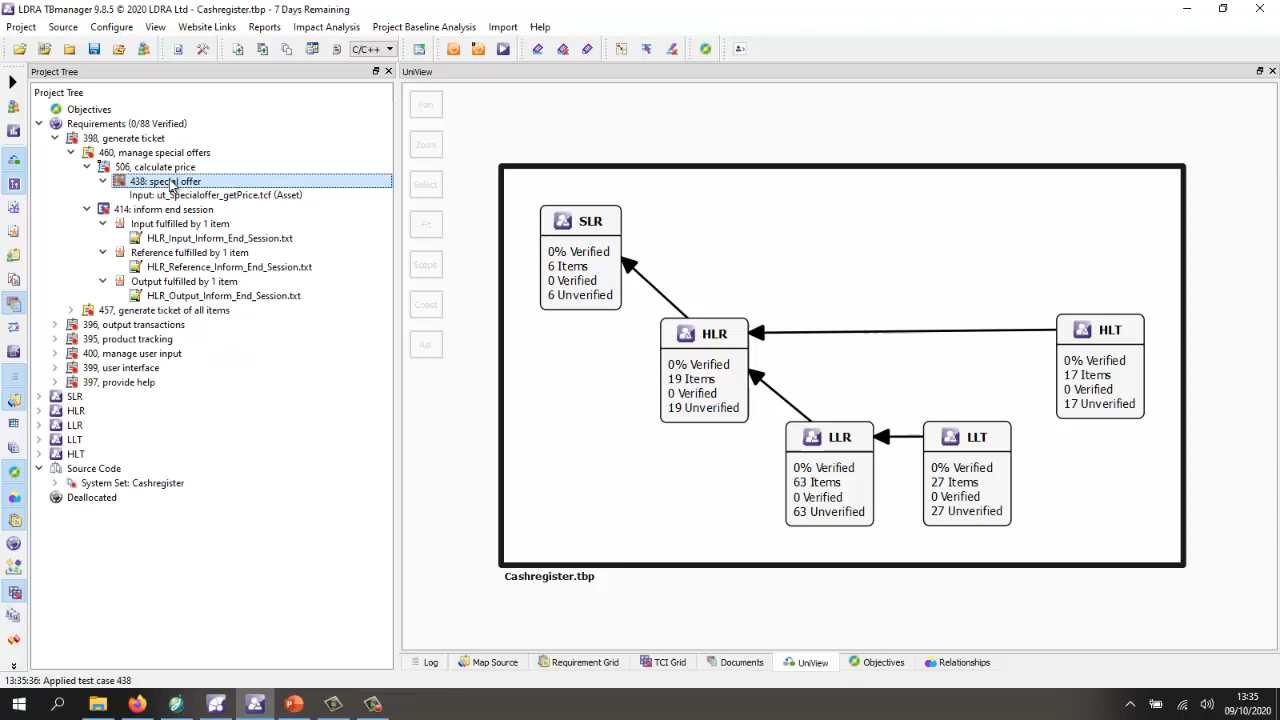 LDRA TBmanager 9.8.5 © 2020 LDRA Ltd - Cashregister.tbp - 7 Days Remaining
Project Source Configure View Website Links Reports Impact Analysis Project Baseline Analysis Import Help
C/C++
Project Tree
UniView
Project Tree
Objectives
Requirements (0/88 Verified)
398, generate ticket
460, manage special offers
506, calculate price
438: special offer
Input: ut_Specialoffer_getPrice.tcf (Asset)
414: inform end session
Input fulfilled by 1 item
HLR_Input_Inform_End_Session.txt
Reference fulfilled by 1 item
HLR_Reference_Inform_End_Session.txt
Output fulfilled by 1 item
HLR_Output_Inform_End_Session.txt
457, generate ticket of all items
396, output transactions
395, product tracking
400, manage user input
399, user interface
397, provide help
SLR
HLR
LLR
LLT
HLT
Source Code
System Set: Cashregister
Deallocated
Pan
Zoom
Select
Fit
Scope
Coast
Rel
SLR
0% Verified
6 Items
0 Verified
6 Unverified
HLR
0% Verified
19 Items
0 Verified
19 Unverified
HLT
0% Verified
17 Items
0 Verified
17 Unverified
LLR
0% Verified
63 Items
0 Verified
63 Unverified
LLT
0% Verified
27 Items
0 Verified
27 Unverified
Cashregister.tbp
Log Map Source Requirement Grid TCI Grid Documents UniView Objectives Relationships
13:35:36: Applied test case 438
13:35
09/10/2020